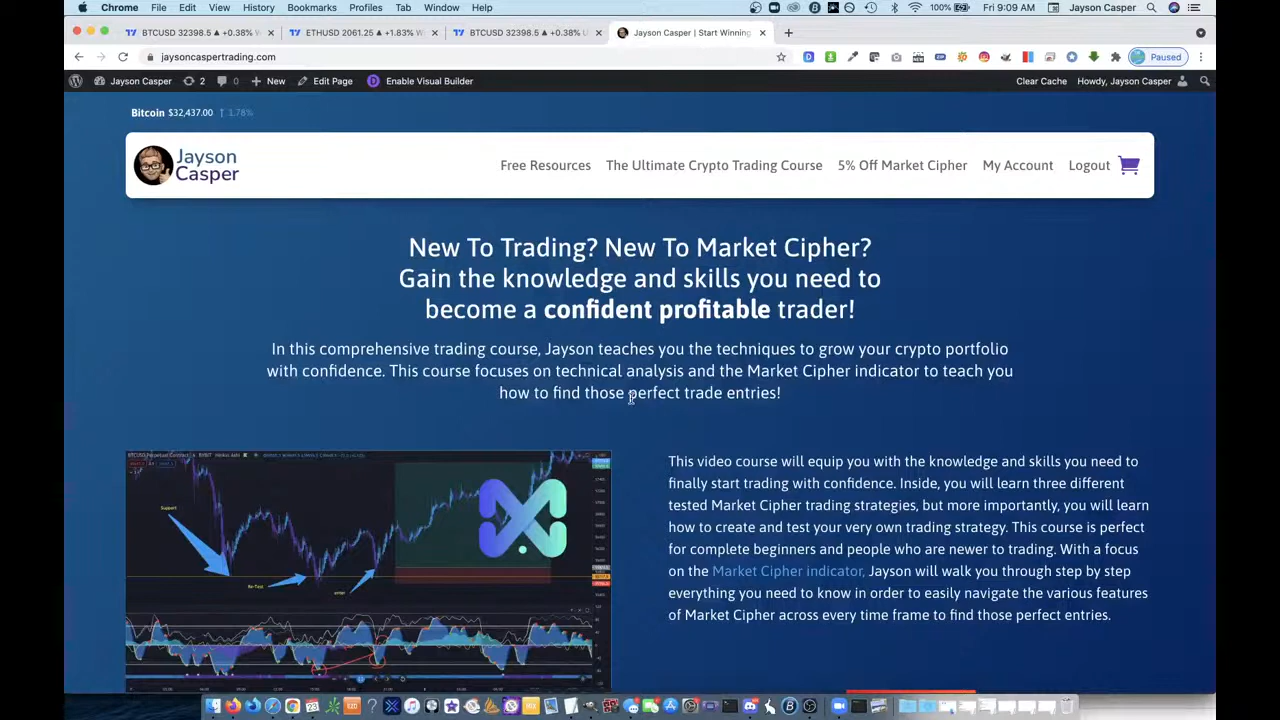 Chrome File Edit View History Bookmarks Profiles Tab Window Help 100% Fri 9:09 AM Jayson Casper
BTCUSD 32398.5 ▲ +0.38% ETHUSD 2061.25 ▲ +1.83% BTCUSD 32398.5 ▲ +0.38% Jayson Casper | Start Winning
jaysoncaspertrading.com Paused
Jayson Casper 2 0 New Edit Page Enable Visual Builder Clear Cache Howdy, Jayson Casper
Bitcoin $32,437.00 ↑ 1.78%
Jayson
Casper
Free Resources The Ultimate Crypto Trading Course 5% Off Market Cipher My Account Logout
New To Trading? New To Market Cipher?
Gain the knowledge and skills you need to
become a confident profitable trader!
In this comprehensive trading course, Jayson teaches you the techniques to grow your crypto portfolio
with confidence. This course focuses on technical analysis and the Market Cipher indicator to teach you
how to find those perfect trade entries!
Support
Re-Test
enter
This video course will equip you with the knowledge and skills you need to
finally start trading with confidence. Inside, you will learn three different
tested Market Cipher trading strategies, but more importantly, you will learn
how to create and test your very own trading strategy. This course is perfect
for complete beginners and people who are newer to trading. With a focus
on the Market Cipher indicator, Jayson will walk you through step by step
everything you need to know in order to easily navigate the various features
of Market Cipher across every time frame to find those perfect entries.